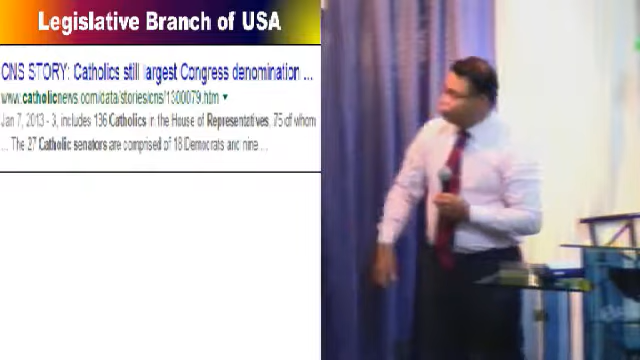 Legislative Branch of USA
CNS STORY: Catholics still largest Congress denomination ...
www.catholicnews.com/data/stories/cns/1300079.htm
Jan 7, 2013 - 3, includes 136 Catholics in the House of Representatives, 75 of whom
... The 27 Catholic senators are comprised of 18 Democrats and nine ...